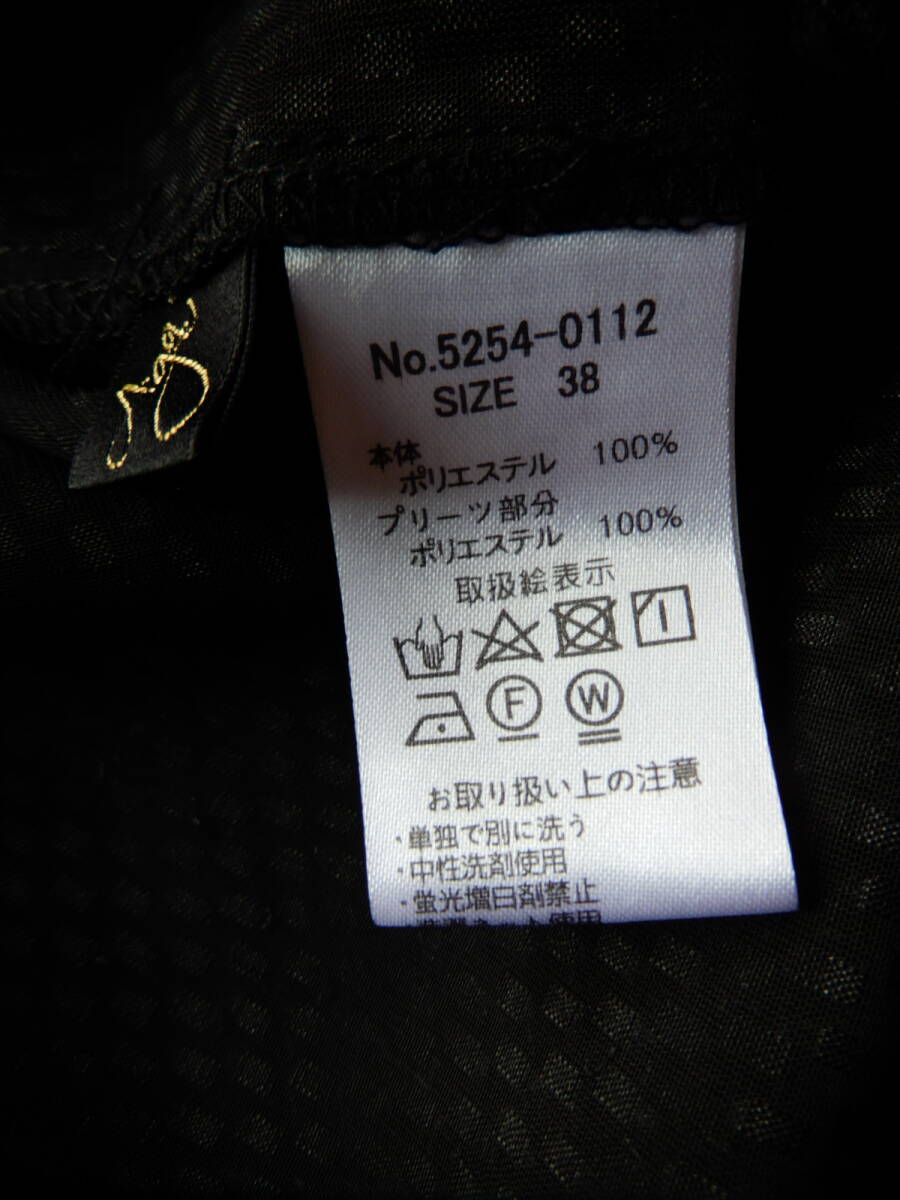 No.5254-0112
SIZE 38
本体
ポリエステル 100%
プリーツ部分
ポリエステル 100%
取扱絵表示
F W
お取り扱い上の注意
・単独で別に洗う
・中性洗剤使用
・蛍光増白剤禁止